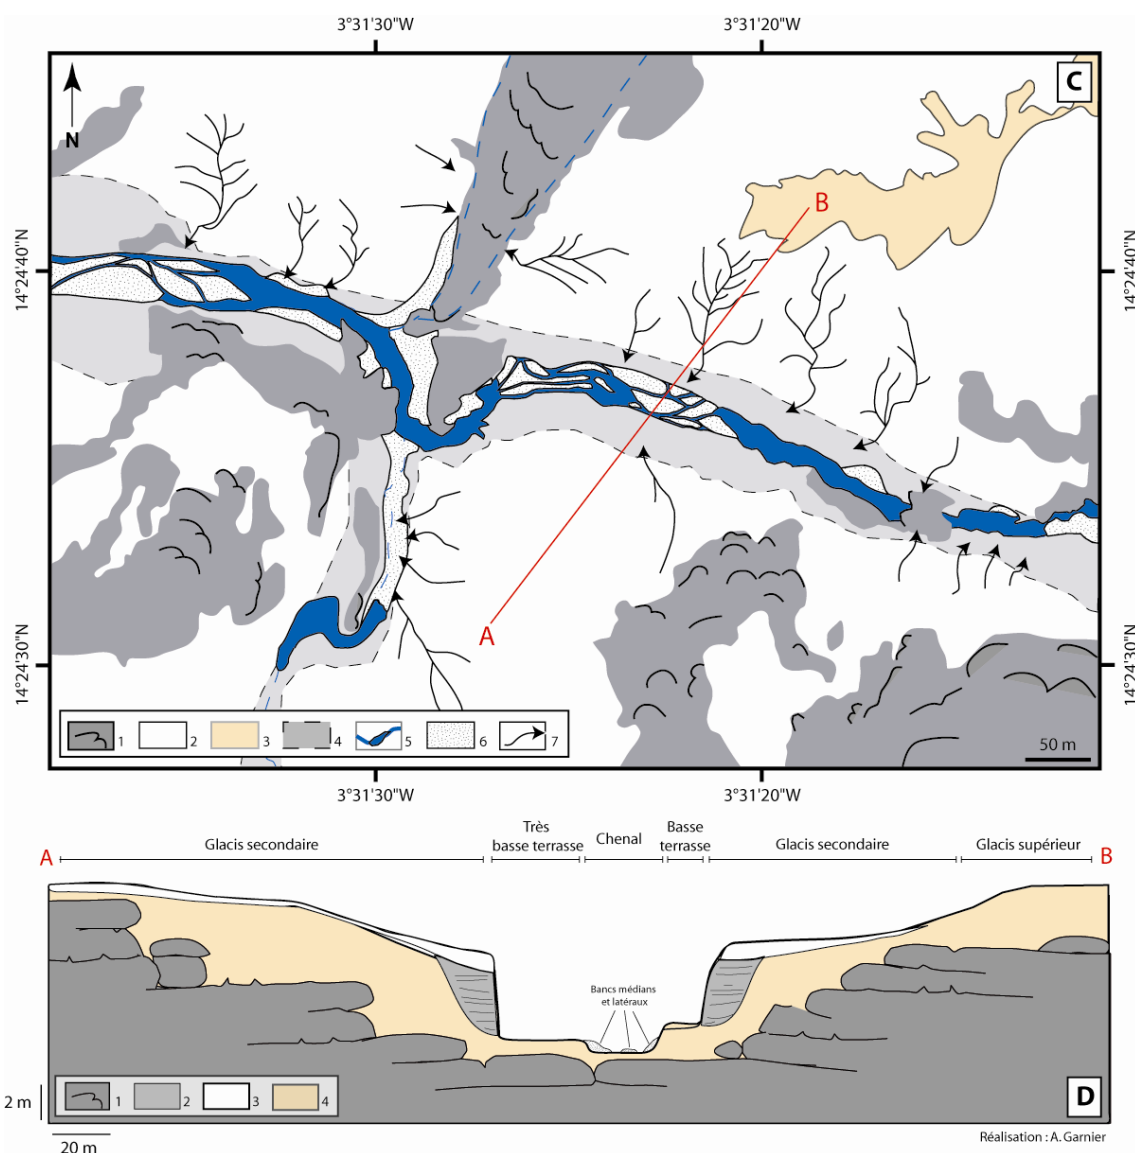 3°31'30"W
3°31'20"W
C
N
B
14°24'40"N
14°24'40"N
A
14°24'30"N
14°24'30"N
1
2
3
4
5
6
7
50 m
3°31'30"W
3°31'20"W
A
Glacis secondaire
Très
basse terrasse
Chenal
Basse
terrasse
Glacis secondaire
Glacis supérieur
B
Bancs médians
et latéraux
2 m
1
2
3
4
D
20 m
Réalisation : A. Garnier